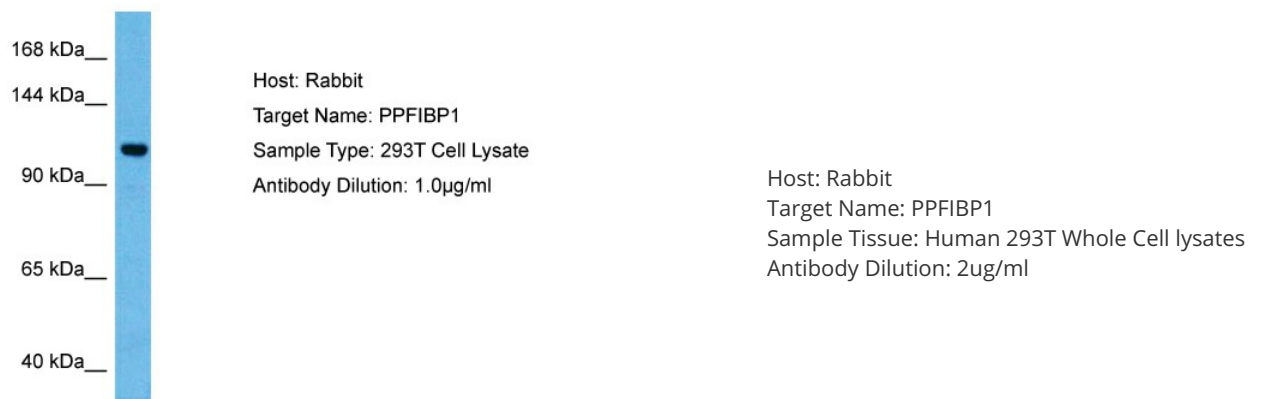 168 kDa
144 kDa
90 kDa
65 kDa
40 kDa
Host: Rabbit
Target Name: PPFIBP1
Sample Type: 293T Cell Lysate
Antibody Dilution: 1.0µg/ml
Host: Rabbit
Target Name: PPFIBP1
Sample Tissue: Human 293T Whole Cell lysates
Antibody Dilution: 2ug/ml